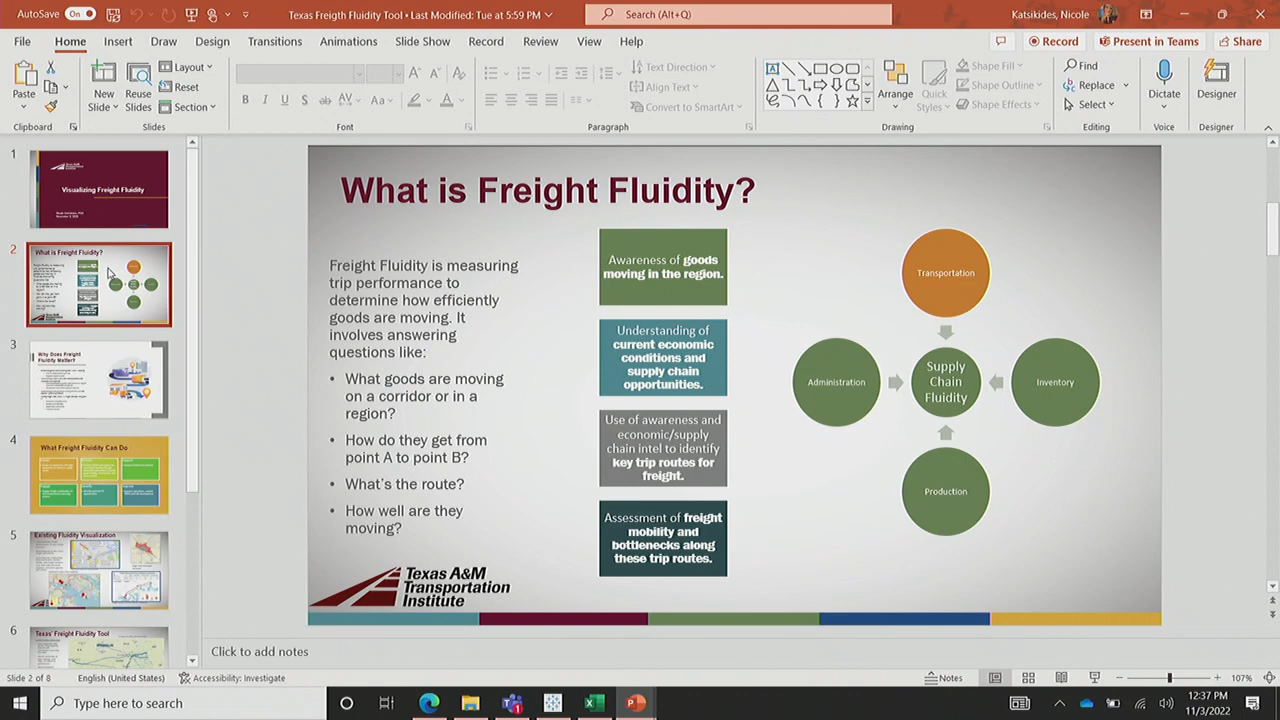 AutoSave
On
Texas Freigth Fluidity Tool • Last Modified: Tue at 5:59 PM
Search (Alt+Q)
Katsikides, Nicole
File
Home
Insert
Draw
Design
Transitions
Animations
Slide Show
Record
Review
View
Help
Record
Present in Teams
Share
Paste
New
Slide
Reuse
Slides
Layout
Reset
Section
Text Direction
Align Text
Convert to SmartArt
Arrange
Quick
Styles
Shape Fill
Shape Outline
Shape Effects
Find
Replace
Select
Dictate
Designer
Clipboard
Slides
Font
Paragraph
Drawing
Editing
Voice
Designer
1
Visualizing Freight Fluidity
2
What is Freight Fluidity?
3
Why Does Freight
Fluidity Matter?
4
What Freight Fluidity Can Do
5
Existing Fluidity Visualization
6
Texas' Freight Fluidity Tool
What is Freight Fluidity?
Freight Fluidity is measuring
trip performance to
determine how efficiently
goods are moving. It
involves answering
questions like:
• What goods are moving
on a corridor or in a
region?
• How do they get from
point A to point B?
• What's the route?
• How well are they
moving?
Awareness of goods
moving in the region.
Understanding of
current economic
conditions and
supply chain
opportunities.
Use of awareness and
economic/supply
chain intel to identify
key trip routes for
freight.
Assessment of freight
mobility and
bottlenecks along
these trip routes.
Transportation
Administration
Supply
Chain
Fluidity
Inventory
Production
Texas A&M
Transportation
Institute
Click to add notes
Slide 2 of 8
English (United States)
Accessibility: Investigate
Notes
107%
Type here to search
12:37 PM
11/3/2022